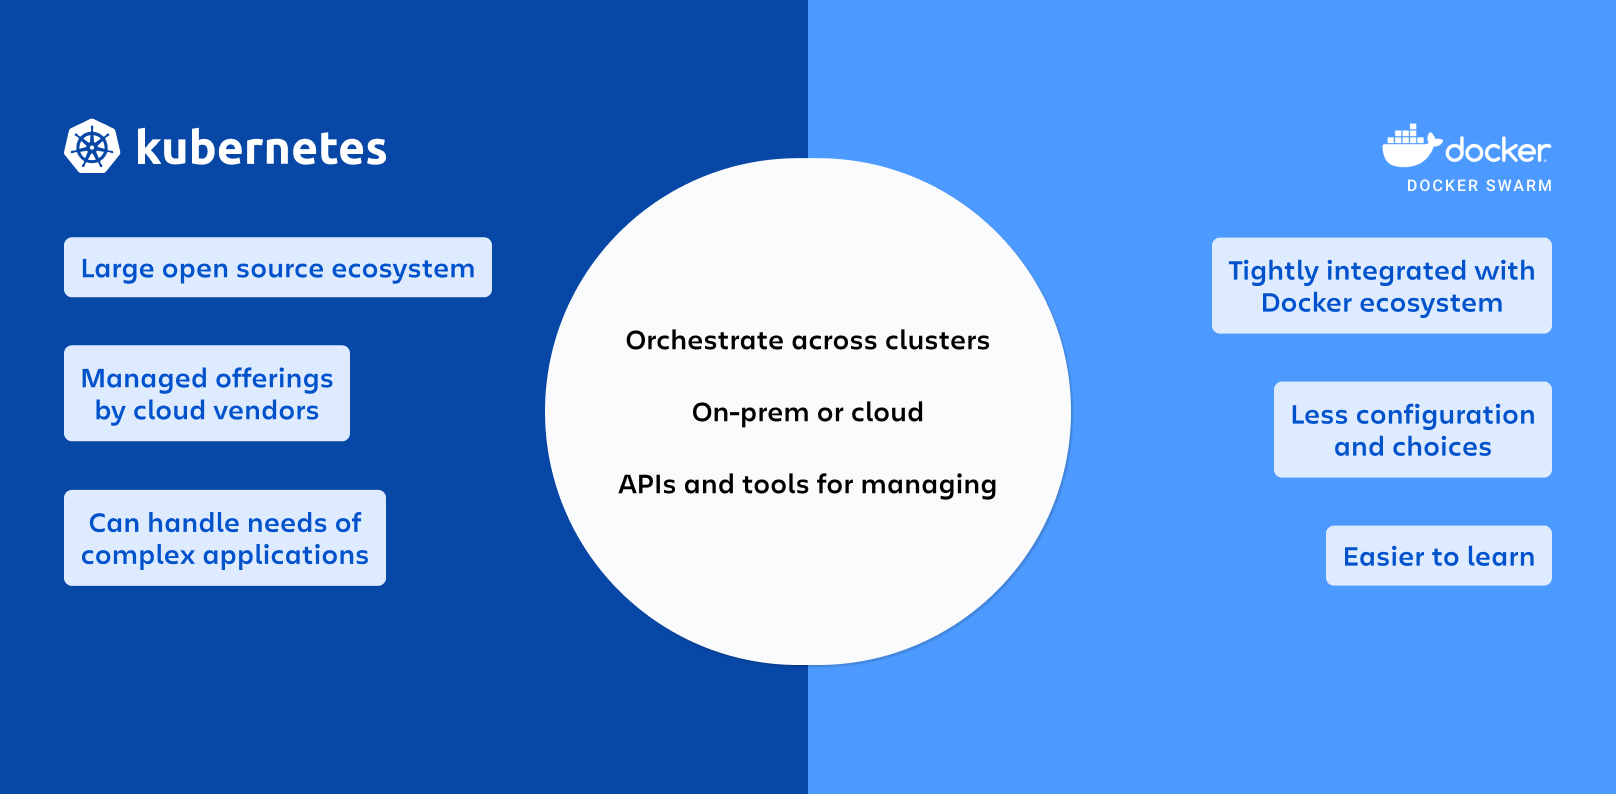 kubernetes
Large open source ecosystem
Managed offerings
by cloud vendors
Can handle needs of
complex applications
Orchestrate across clusters
On-prem or cloud
APIs and tools for managing
docker
DOCKER SWARM
Tightly integrated with
Docker ecosystem
Less configuration
and choices
Easier to learn